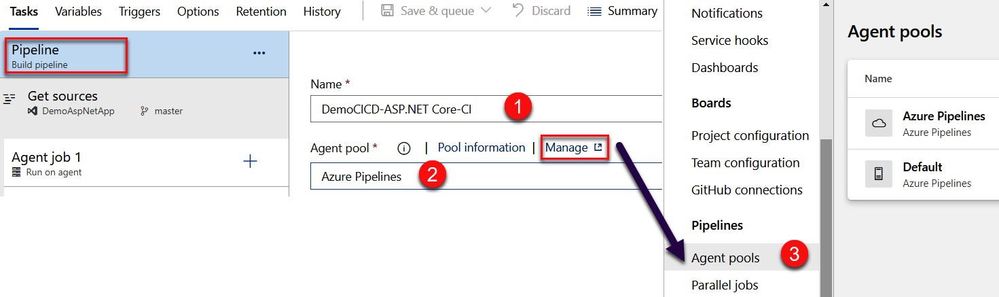 Tasks Variables Triggers Options Retention History Save & queue Discard Summary
Pipeline
Build pipeline
Get sources
DemoAspNetApp master
Agent job 1
Run on agent
Name *
DemoCICD-ASP.NET Core-CI 1
Agent pool * | Pool information | Manage
Azure Pipelines 2
Notifications
Service hooks
Dashboards
Boards
Project configuration
Team configuration
GitHub connections
Pipelines
Agent pools 3
Parallel jobs
Agent pools
Name
Azure Pipelines
Azure Pipelines
Default
Azure Pipelines